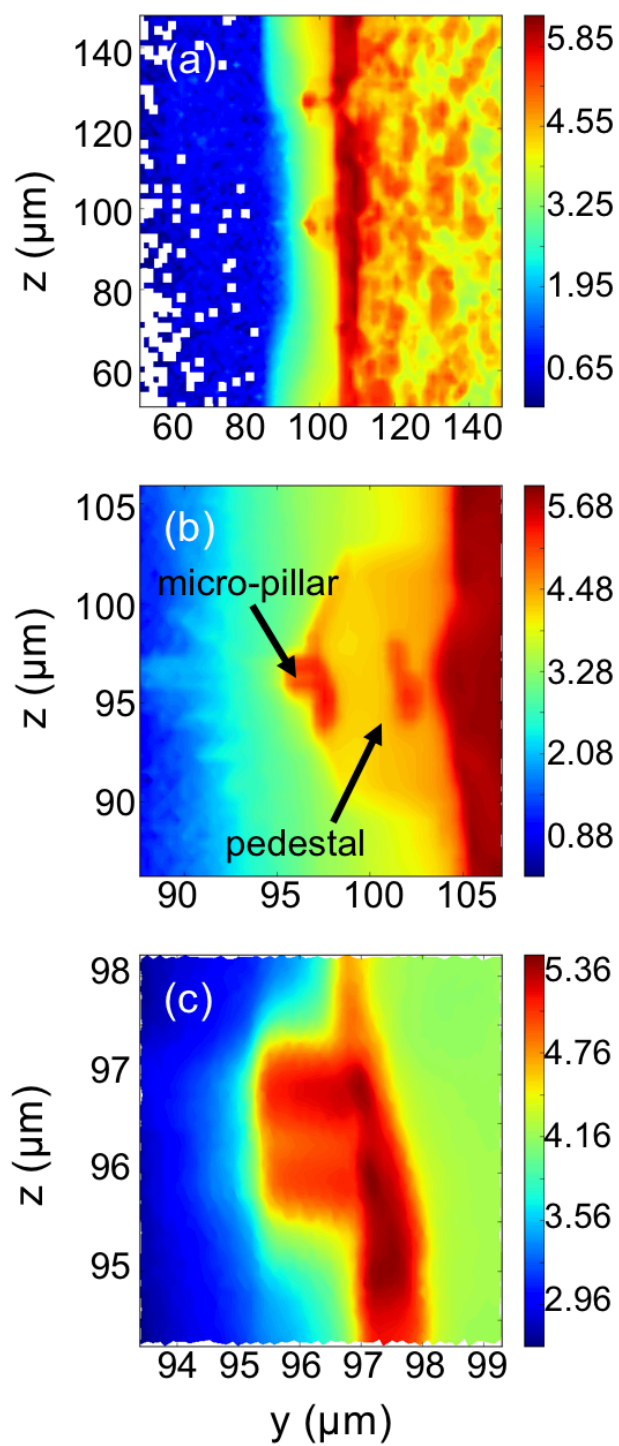 (a)
140
120
100
80
60
z (μm)
60 80 100 120 140
5.85
4.55
3.25
1.95
0.65
(b)
micro-pillar
pedestal
105
100
95
90
z (μm)
90 95 100 105
5.68
4.48
3.28
2.08
0.88
(c)
98
97
96
95
z (μm)
94 95 96 97 98 99
5.36
4.76
4.16
3.56
2.96
y (μm)